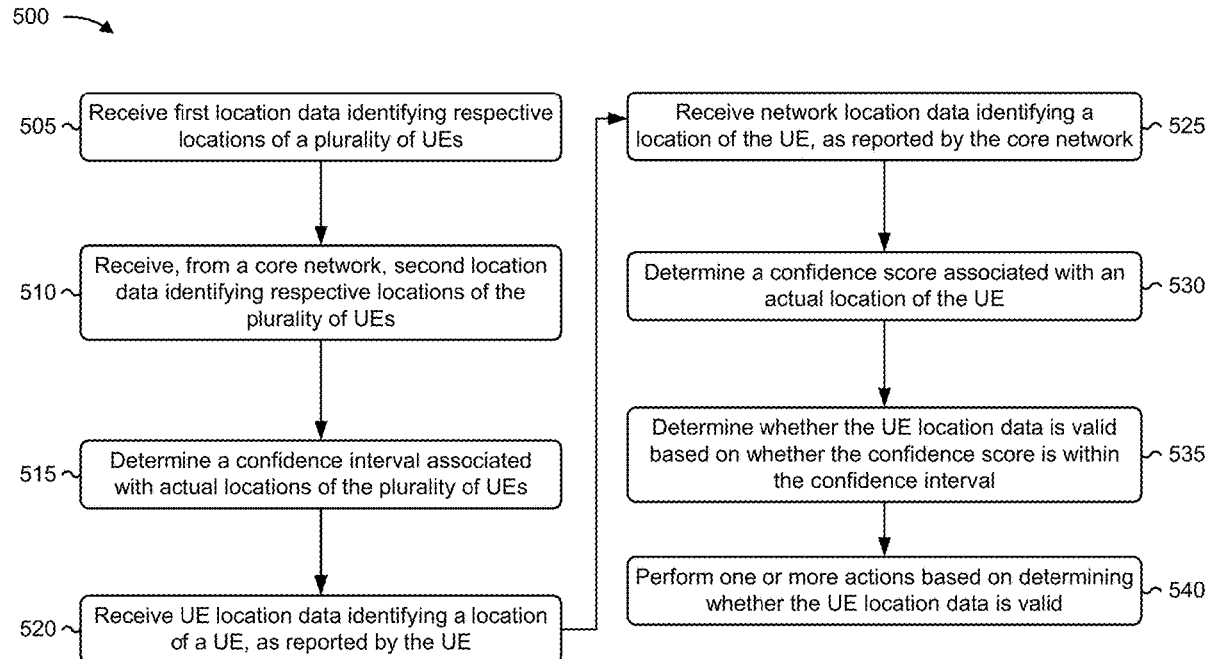 500
505
Receive first location data identifying respective
locations of a plurality of UEs
510
Receive, from a core network, second location
data identifying respective locations of the
plurality of UEs
515
Determine a confidence interval associated
with actual locations of the plurality of UEs
520
Receive UE location data identifying a location
of a UE, as reported by the UE
Receive network location data identifying a
location of the UE, as reported by the core network
525
Determine a confidence score associated with an
actual location of the UE
530
Determine whether the UE location data is valid
based on whether the confidence score is within
the confidence interval
535
Perform one or more actions based on determining
whether the UE location data is valid
540